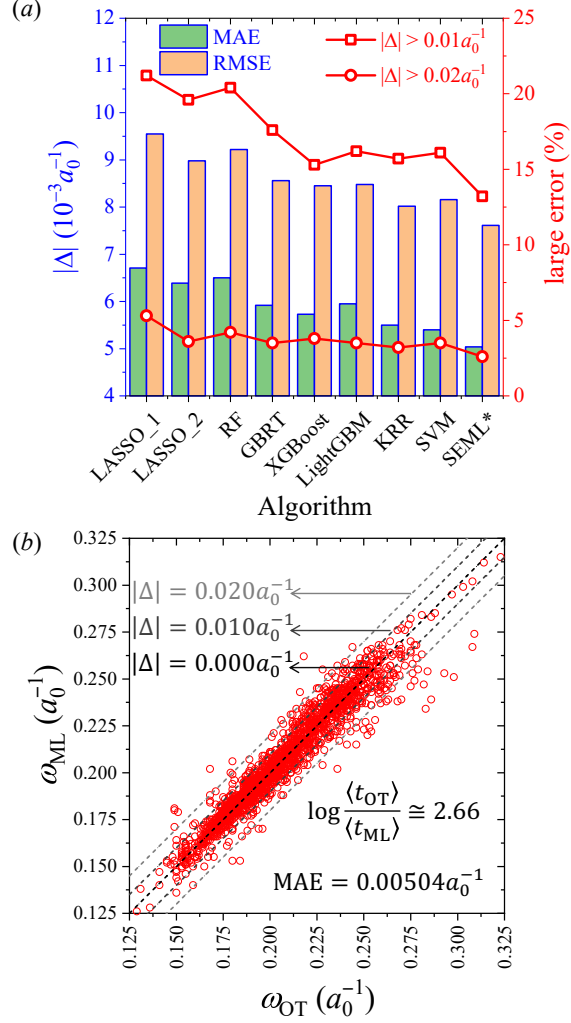 (a)
MAE
RMSE
|Δ| > 0.01a₀⁻¹
|Δ| > 0.02a₀⁻¹
|Δ| (10⁻³a₀⁻¹)
12
11
10
9
8
7
6
5
4
25
20
15
10
5
0
large error (%)
LASSO_1
LASSO_2
RF
GBRT
XGBoost
LightGBM
KRR
SVM
SEML*
Algorithm
(b)
ω_ML (a₀⁻¹)
0.325
0.300
0.275
0.250
0.225
0.200
0.175
0.150
0.125
|Δ| = 0.020a₀⁻¹
|Δ| = 0.010a₀⁻¹
|Δ| = 0.000a₀⁻¹
log ⟨t_OT⟩/⟨t_ML⟩ ≅ 2.66
MAE = 0.00504a₀⁻¹
0.125
0.150
0.175
0.200
0.225
0.250
0.275
0.300
0.325
ω_OT (a₀⁻¹)